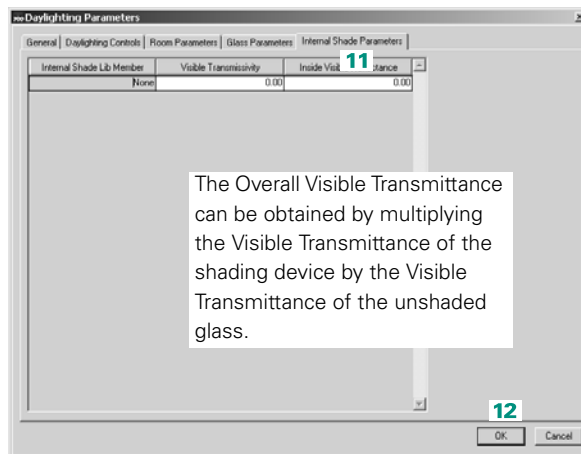 Daylighting Parameters
General Daylighting Controls Room Parameters Glass Parameters Internal Shade Parameters
11
Internal Shade Lib Member Visible Transmissivity Inside
None 0.00 0.00
The Overall Visible Transmittance
can be obtained by multiplying
the Visible Transmittance of the
shading device by the Visible
Transmittance of the unshaded
glass.
12
OK Cancel